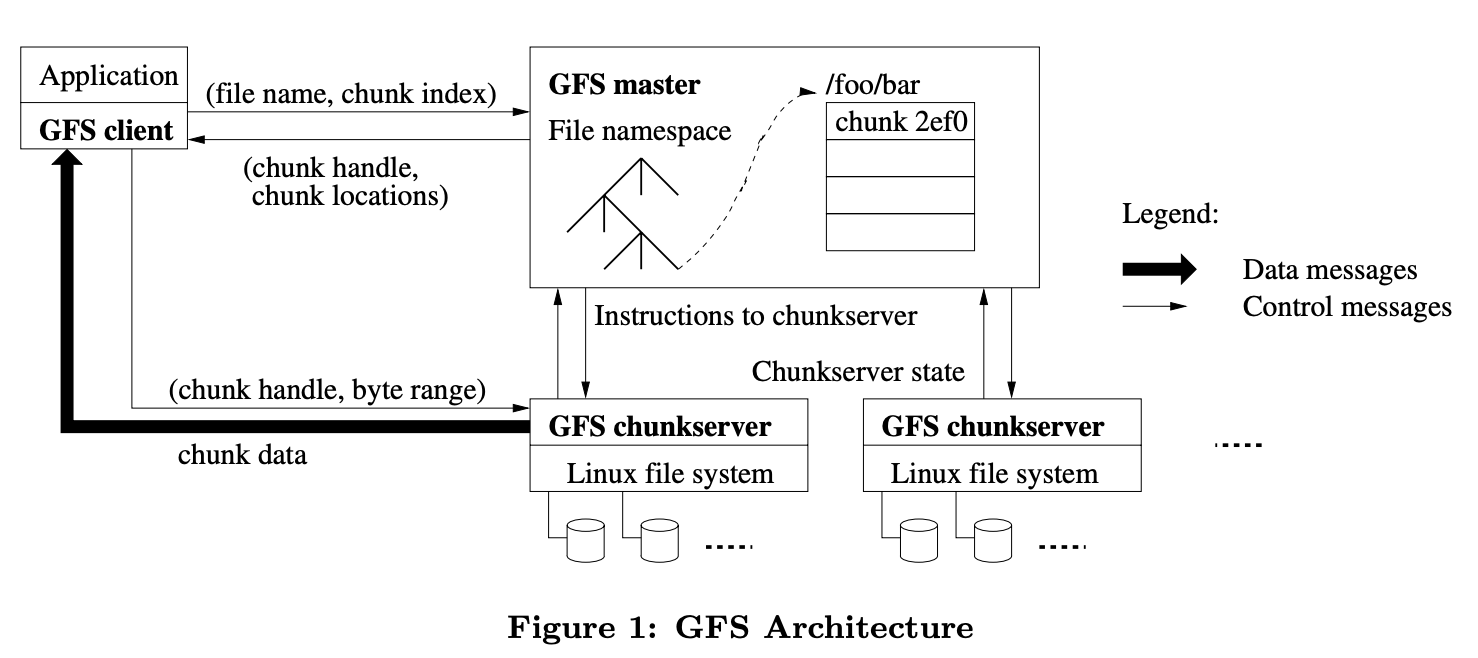 Application
GFS client
(file name, chunk index)
(chunk handle,
chunk locations)
GFS master
File namespace
/foo/bar
chunk 2ef0
Legend:
Data messages
Control messages
Instructions to chunkserver
Chunkserver state
(chunk handle, byte range)
chunk data
GFS chunkserver
Linux file system
GFS chunkserver
Linux file system
Figure 1: GFS Architecture